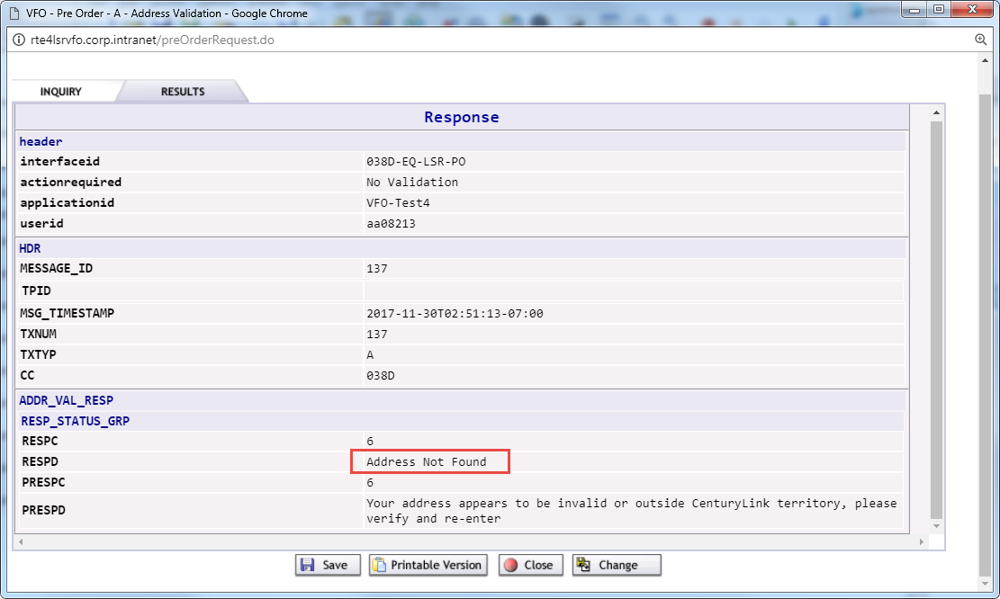 VFO - Pre Order - A - Address Validation - Google Chrome
rte4lsrvfo.corp.intranet/preOrderRequest.do
INQUIRY RESULTS
Response
header
interfaceid 038D-EQ-LSR-PO
actionrequired No Validation
applicationid VFO-Test4
userid aa08213
HDR
MESSAGE_ID 137
TPID
MSG_TIMESTAMP 2017-11-30T02:51:13-07:00
TXNUM 137
TXTYP A
CC 038D
ADDR_VAL_RESP
RESP_STATUS_GRP
RESPC 6
RESPD Address Not Found
PRESPC 6
PRESPD Your address appears to be invalid or outside CenturyLink territory, please
verify and re-enter
Save Printable Version Close Change